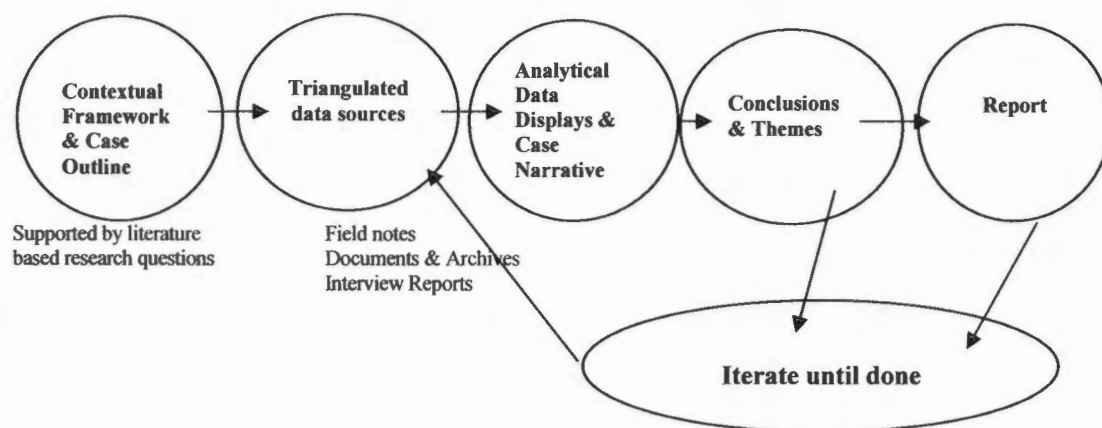 Contextual
Framework
& Case
Outline
Supported by literature
based research questions
Triangulated
data sources
Field notes
Documents & Archives
Interview Reports
Analytical
Data
Displays &
Case
Narrative
Conclusions
& Themes
Report
Iterate until done